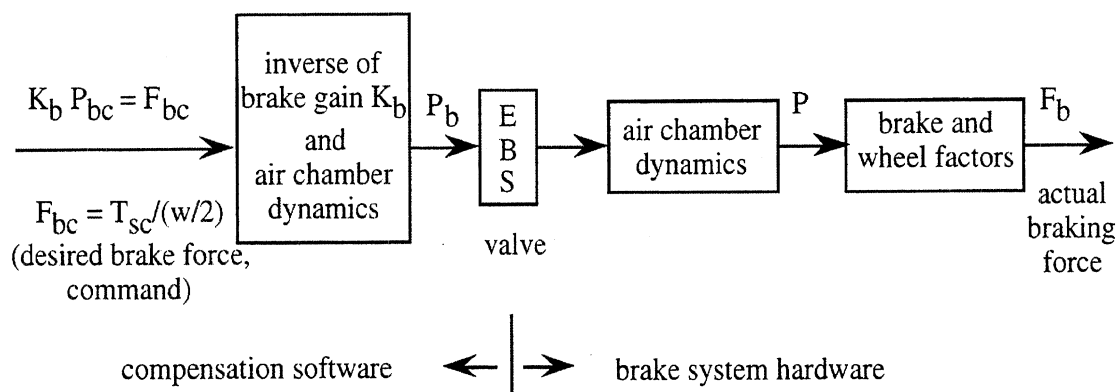 K_b P_bc = F_bc
F_bc = T_sc/(w/2)
(desired brake force,
command)
inverse of
brake gain K_b
and
air chamber
dynamics
P_b
E
B
S
valve
air chamber
dynamics
P
brake and
wheel factors
F_b
actual
braking
force
compensation software
brake system hardware